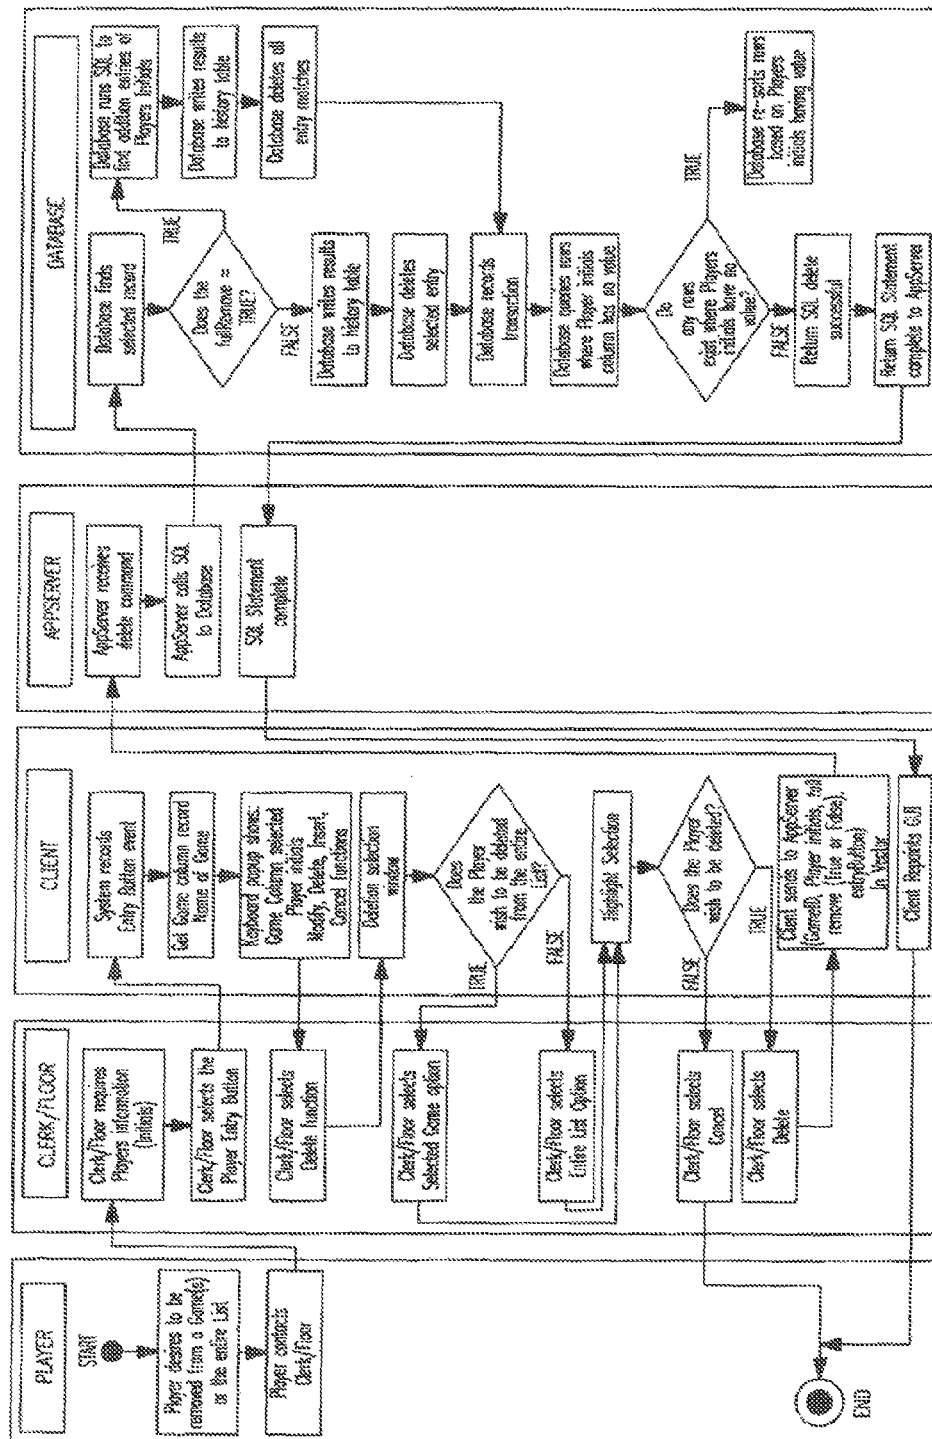 PLAYER
START
Player desires to be
removed from a Game(s)
or the entire List
Player contacts
Clerk/Floor
END
CLERK/FLOOR
Clerk/Floor requires
Players information
(Initials)
Clerk/Floor selects the
Player Entry Button
Clerk/Floor selects
Delete Function
Clerk/Floor selects
Selected Game option
Clerk/Floor selects
Entire List Option
Clerk/Floor selects
Cancel
Clerk/Floor selects
Delete
CLIENT
System records
Entry Button event
Get Game column record
Name of Game
Keyboard popup shows:
Game Column selected
Player initials
Modify, Delete, Insert,
Cancel functions
Deletion selection
window
Does
the Player
wish to be deleted
from the entire
List?
TRUE
FALSE
Highlight Selection
Does the Player
wish to be deleted?
FALSE
TRUE
Client sends to AppServer
(GameID, Player initials, full
remove (True or False),
entryButton)
In Vector
Client Repaints GUI
APPSERVER
AppServer receives
delete command
AppServer calls SQL
to Database
SQL Statement
complete
DATABASE
Database finds
selected record
Does the
fullRemove =
TRUE?
TRUE
FALSE
Database runs SQL to
find addition entries of
Players Initials
Database writes results
to history table
Database deletes all
entry matches
Database writes results
to history table
Database deletes
selected entry
Database records
transaction
Database queries rows
where Player initials
column has no value
Do
any rows
exist where Players
initials have no
value?
TRUE
FALSE
Database re-sorts rows
based on Players
initials having value
Return SQL delete
successful
Return SQL Statement
complete to AppServer